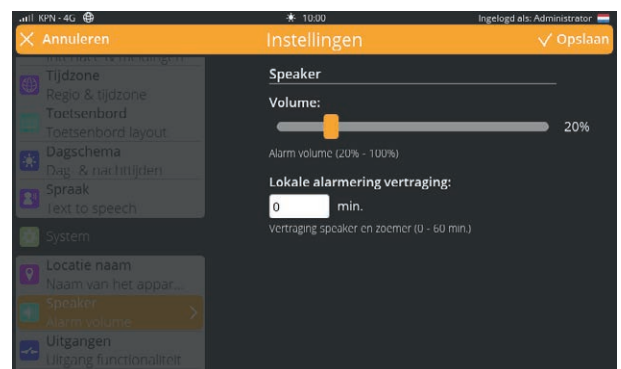 KPN - 4G
10:00
Ingelogd als: Administrator
Annuleren
Instellingen
Opslaan
Tijdzone
Regio & tijdzone
Toetsenbord
Toetsenbord layout
Dagschema
Dag- & nachttijden
Spraak
Text to speech
System
Locatie naam
Naam van het appar...
Speaker
Alarm volume
Uitgangen
Uitgang functionaliteit
Speaker
Volume:
20%
Alarm volume (20% - 100%)
Lokale alarmering vertraging:
0 min.
Vertraging speaker en zoemer (0 - 60 min.)